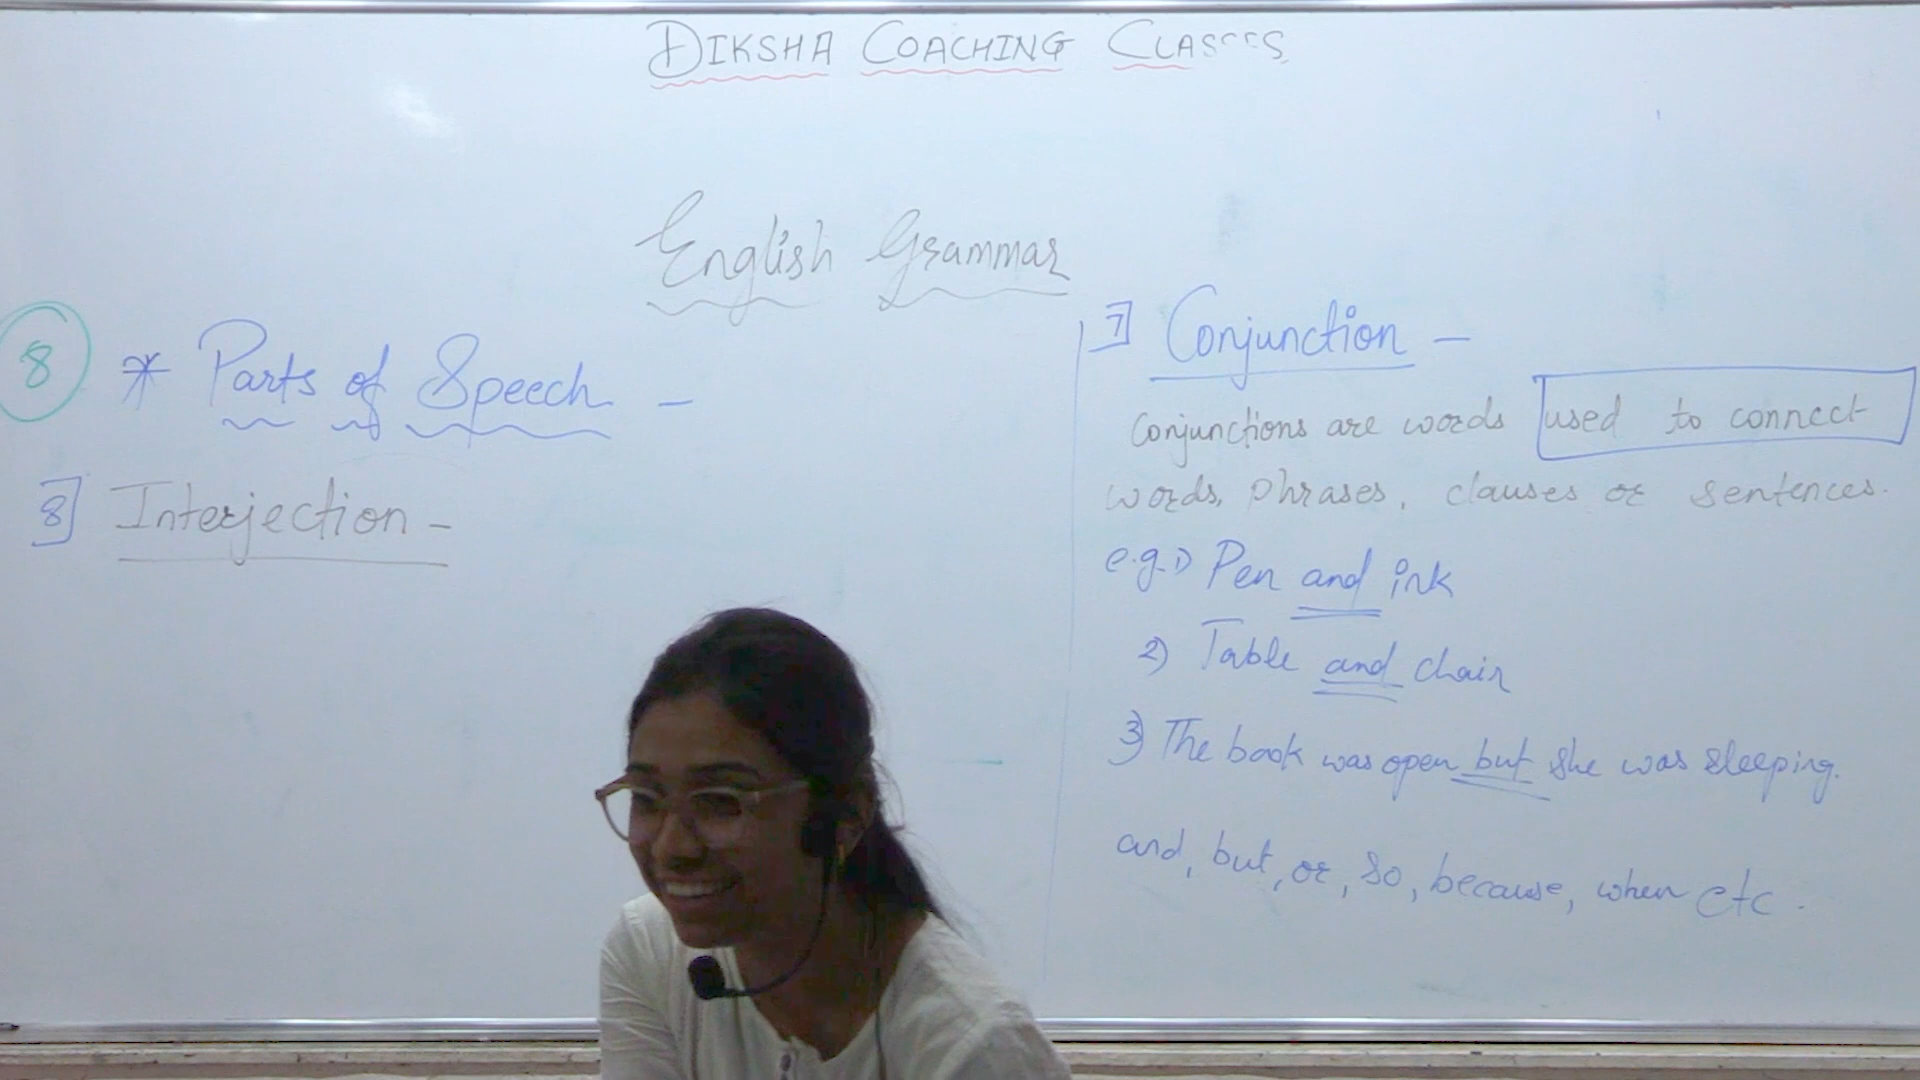 DIKSHA COACHING CLASSES
English Grammar
8
* Parts of Speech -
8] Interjection -
7] Conjunction -
Conjunctions are words used to connect
words, phrases, clauses or sentences.
e.g. 1) Pen and ink
2) Table and chair
3) The book was open but she was sleeping.
and, but, or, so, because, when etc.